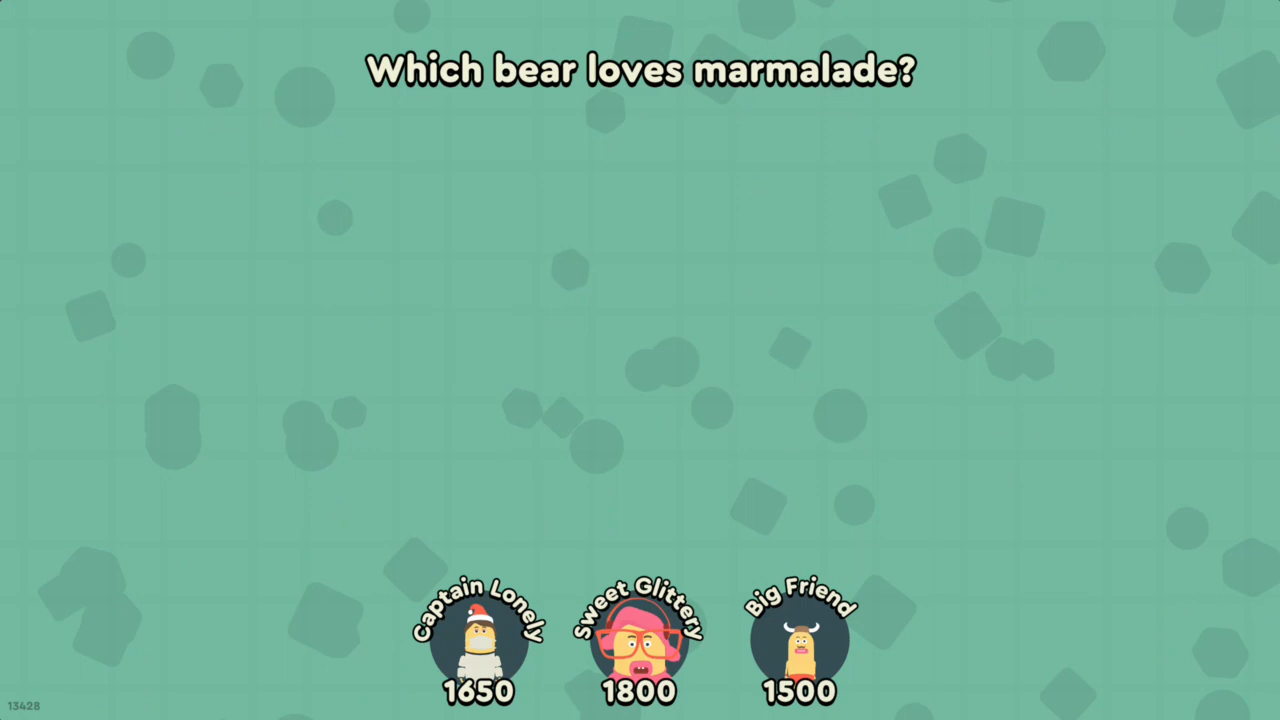 Which bear loves marmalade?
Captain Lonely
1650
Sweet Glittery
1800
Big Friend
1500
13428